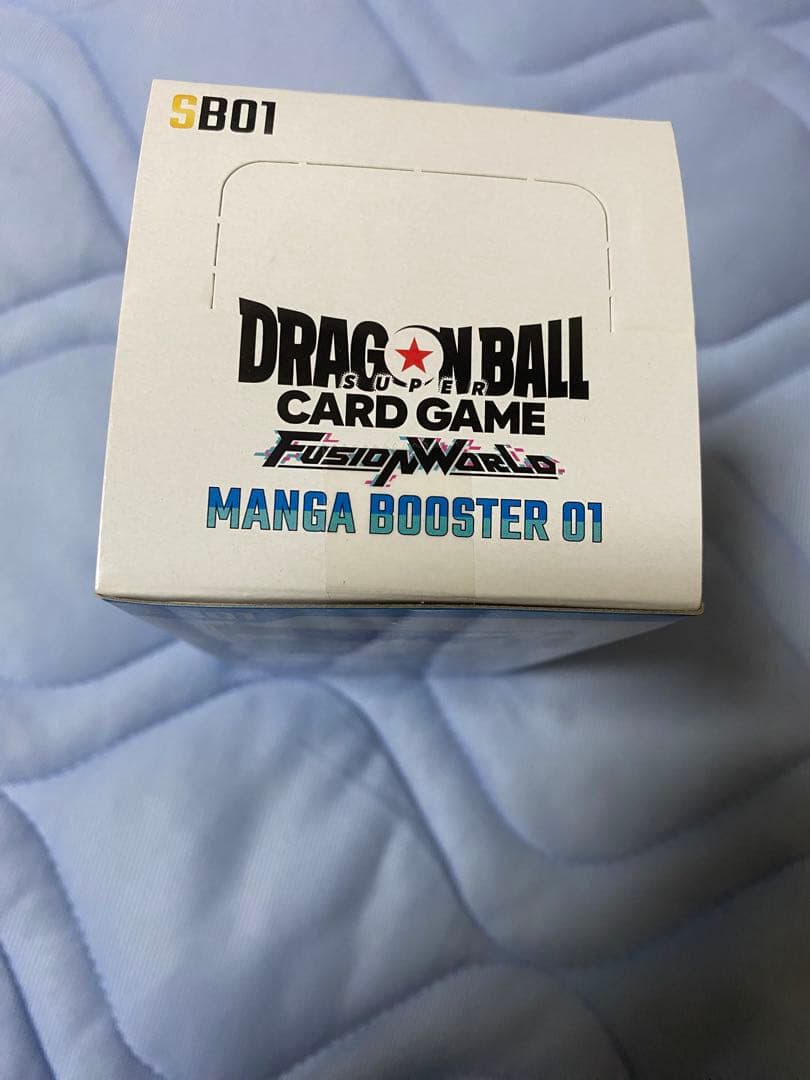 SB01
DRAGON BALL
SUPER
CARD GAME
FUSION WORLD
MANGA BOOSTER 01